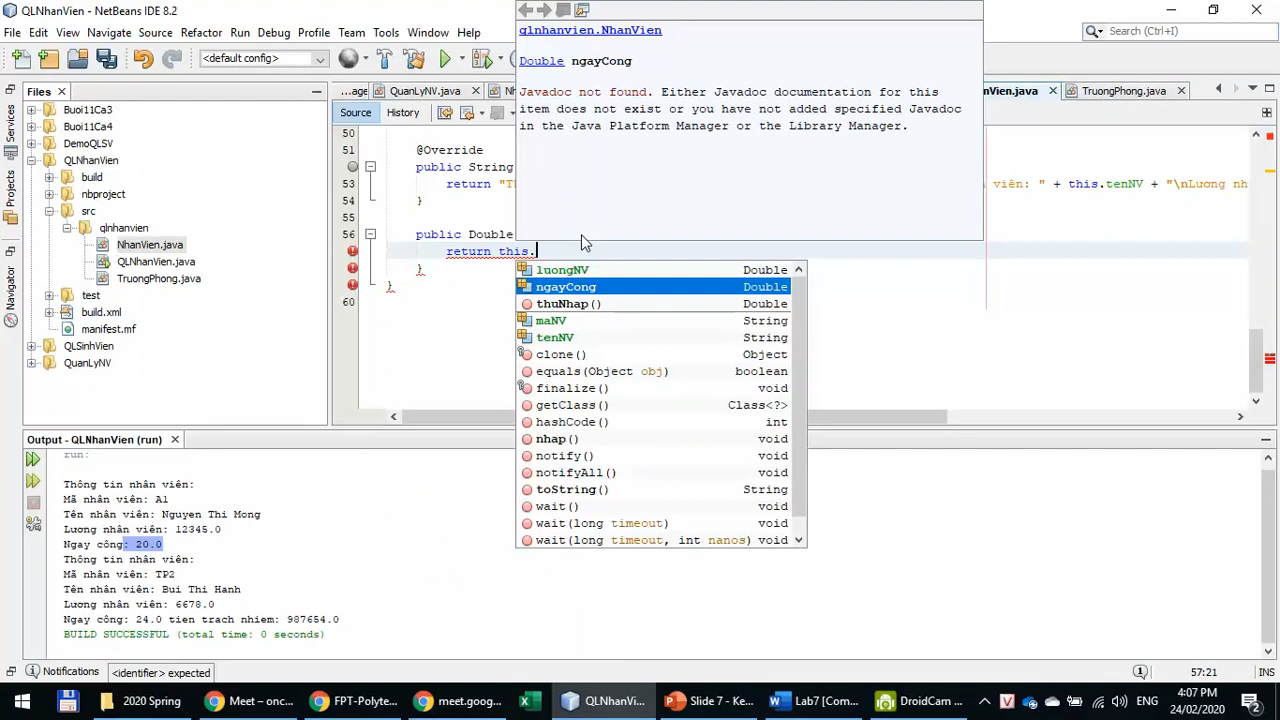 QLNhanVien - NetBeans IDE 8.2
File Edit View Navigate Source Refactor Run Debug Profile Team Tools Window Help
Search (Ctrl+I)
<default config>
qlnhanvien.NhanVien
Double ngayCong
Javadoc not found. Either Javadoc documentation for this
item does not exist or you have not added specified Javadoc
in the Java Platform Manager or the Library Manager.
Files
...age QuanLyNV.java
nVien.java TruongPhong.java
Source History
Services
Projects
Navigator
Buoi11Ca3
Buoi11Ca4
DemoQLSV
QLNhanVien
build
nbproject
src
qlnhanvien
NhanVien.java
QLNhanVien.java
TruongPhong.java
test
build.xml
manifest.mf
QLSinhVien
QuanLyNV
50
51 @Override
public String
53 return "T n viên: " + this.tenNV + "\nLuong nh
54 }
55
56 public Double
return this.
}
}
60
luongNV Double
ngayCong Double
thuNhap() Double
maNV String
tenNV String
clone() Object
equals(Object obj) boolean
finalize() void
getClass() Class<?>
hashCode() int
nhap() void
notify() void
notifyAll() void
toString() String
wait() void
wait(long timeout) void
wait(long timeout, int nanos) void
Output - QLNhanVien (run)
run:
Thông tin nhân viên:
Mã nhân viên: A1
Tên nhân viên: Nguyen Thi Mong
Lương nhân viên: 12345.0
Ngay công: 20.0
Thông tin nhân viên:
Mã nhân viên: TP2
Tên nhân viên: Bui Thi Hanh
Lương nhân viên: 6678.0
Ngay công: 24.0 tien trach nhiem: 987654.0
BUILD SUCCESSFUL (total time: 0 seconds)
Notifications <identifier> expected 1 57:21 INS
2020 Spring Meet – onc... FPT-Polyte... meet.goog... QLNhanVi... Slide 7 - Ke... Lab7 [Com... DroidCam ... ENG 4:07 PM
24/02/2020